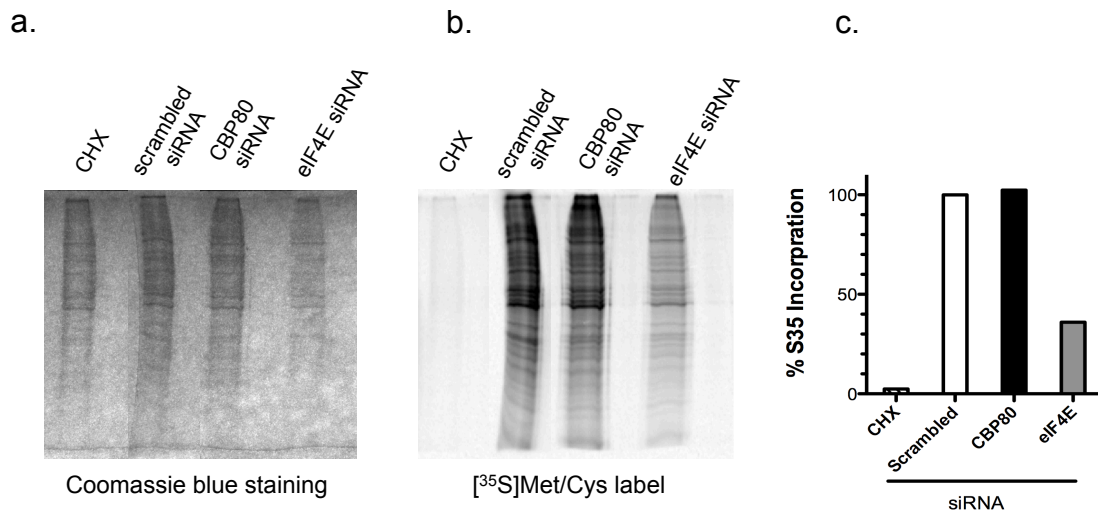 a.
CHX
scrambled
siRNA
CBP80
siRNA
eIF4E siRNA
Coomassie blue staining
b.
CHX
scrambled
siRNA
CBP80
siRNA
eIF4E siRNA
[³⁵S]Met/Cys label
c.
% S35 Incorpration
100
50
0
CHX
Scrambled
CBP80
eIF4E
siRNA